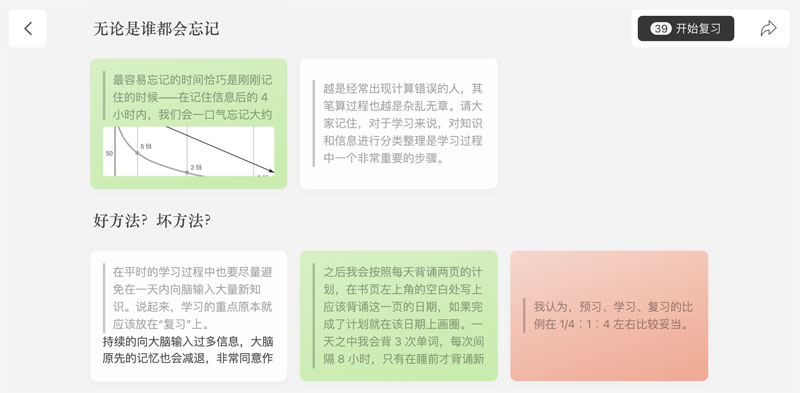 无论是谁都会忘记
39 开始复习
最容易忘记的时间恰巧是刚刚记
住的时候——在记住信息后的 4
小时内，我们会一口气忘记大约
50
5 回
3 回
越是经常出现计算错误的人，其
笔算过程也越是杂乱无章。请大
家记住，对于学习来说，对知识
和信息进行分类整理是学习过程
中一个非常重要的步骤。
好方法？坏方法？
在平时的学习过程中也要尽量避
免在一天内向脑输入大量新知
识。说起来，学习的重点原本就
应该放在“复习”上。
持续的向大脑输入过多信息，大脑
原先的记忆也会减退，非常同意作
之后我会按照每天背诵两页的计
划，在书页左上角的空白处写上
应该背诵这一页的日期，如果完
成了计划就在该日期上画圈。一
天之中我会背 3 次单词，每次间
隔 8 小时，只有在睡前才背诵新
我认为，预习、学习、复习的比
例在 1/4：1：4 左右比较妥当。